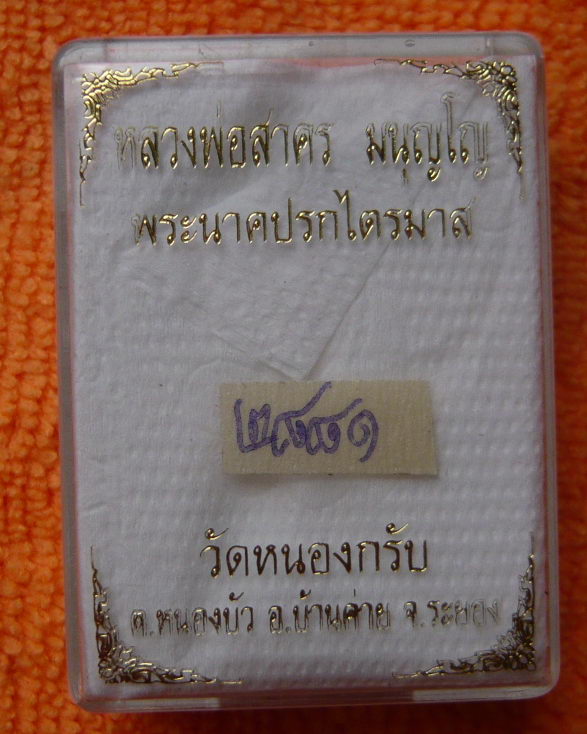 หลวงพ่อสาคร มนุญฺโญ
พระนาคปรกไตรมาส
๒๘๘๑
วัดหนองกรับ
ต.หนองบัว อ.บ้านค่าย จ.ระยอง